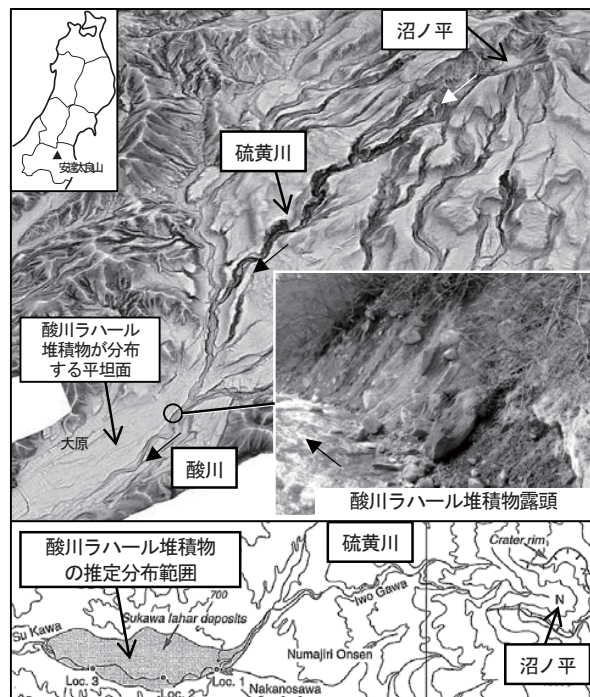 安達太良山
沼ノ平
硫黄川
酸川ラハール
堆積物が分布
する平坦面
大原
酸川
酸川ラハール堆積物露頭
酸川ラハール堆積物
の推定分布範囲
硫黄川
700
Crater rim
Sukawa lahar deposits
Iwo Gawa
N
Su Kawa
Numajiri Onsen
沼ノ平
Loc. 3
Loc. 2
Loc. 1
Nakanosawa